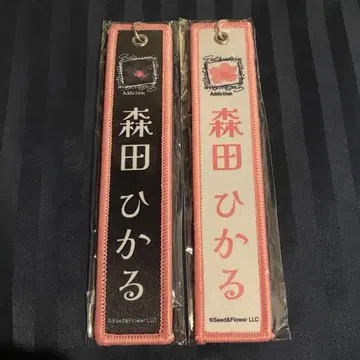 Addiction
森田 ひかる
©Seed&Flower LLC
Addiction
森田 ひかる
©Seed&Flower LLC